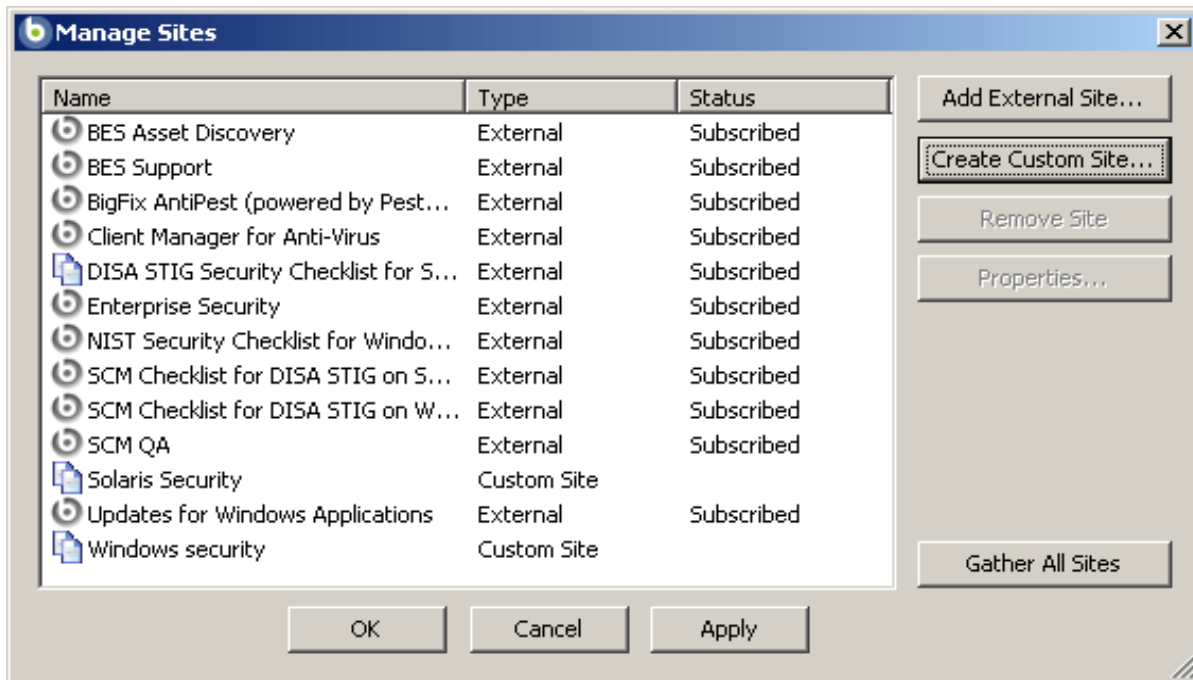 Manage Sites
Name Type Status
BES Asset Discovery External Subscribed
BES Support External Subscribed
BigFix AntiPest (powered by Pest... External Subscribed
Client Manager for Anti-Virus External Subscribed
DISA STIG Security Checklist for S... External Subscribed
Enterprise Security External Subscribed
NIST Security Checklist for Windo... External Subscribed
SCM Checklist for DISA STIG on S... External Subscribed
SCM Checklist for DISA STIG on W... External Subscribed
SCM QA External Subscribed
Solaris Security Custom Site
Updates for Windows Applications External Subscribed
Windows security Custom Site
Add External Site...
Create Custom Site...
Remove Site
Properties...
Gather All Sites
OK Cancel Apply